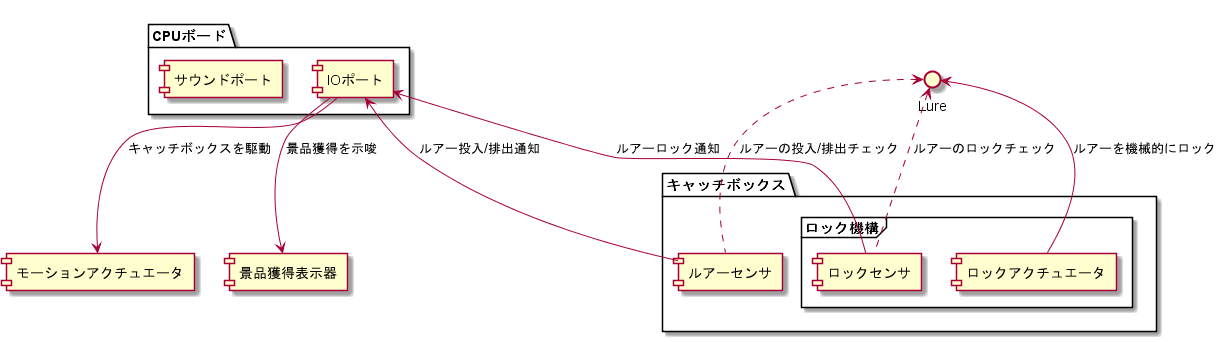 CPUボード
サウンドポート
IOポート
Lure
キャッチボックスを駆動
景品獲得を示唆
ルアー投入/排出通知
ルアーロック通知
ルアーの投入/排出チェック
ルアーのロックチェック
ルアーを機械的にロック
キャッチボックス
ロック機構
モーションアクチュエータ
景品獲得表示器
ルアーセンサ
ロックセンサ
ロックアクチュエータ